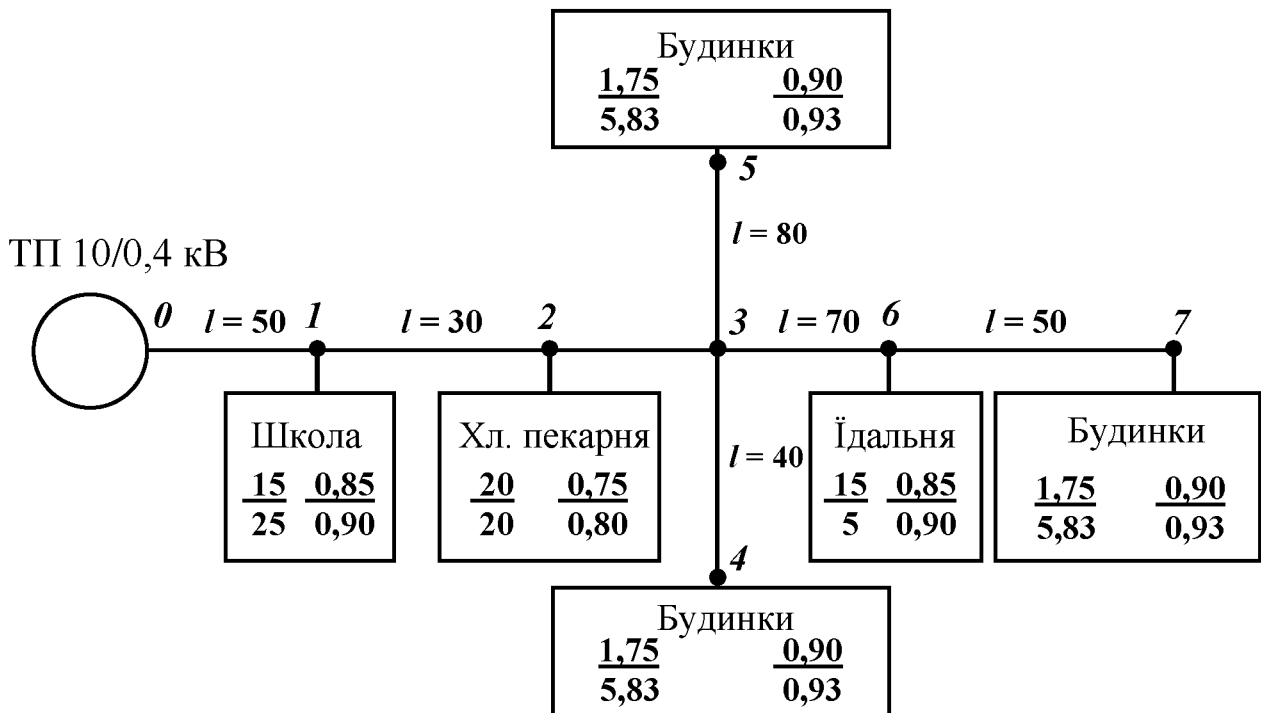 Будинки
1,75 0,90
5,83 0,93
5
l = 80
ТП 10/0,4 кВ
0 l = 50 1 l = 30 2 3 l = 70 6 l = 50 7
Школа
15 0,85
25 0,90
Хл. пекарня
20 0,75
20 0,80
l = 40
Їдальня
15 0,85
5 0,90
Будинки
1,75 0,90
5,83 0,93
4
Будинки
1,75 0,90
5,83 0,93